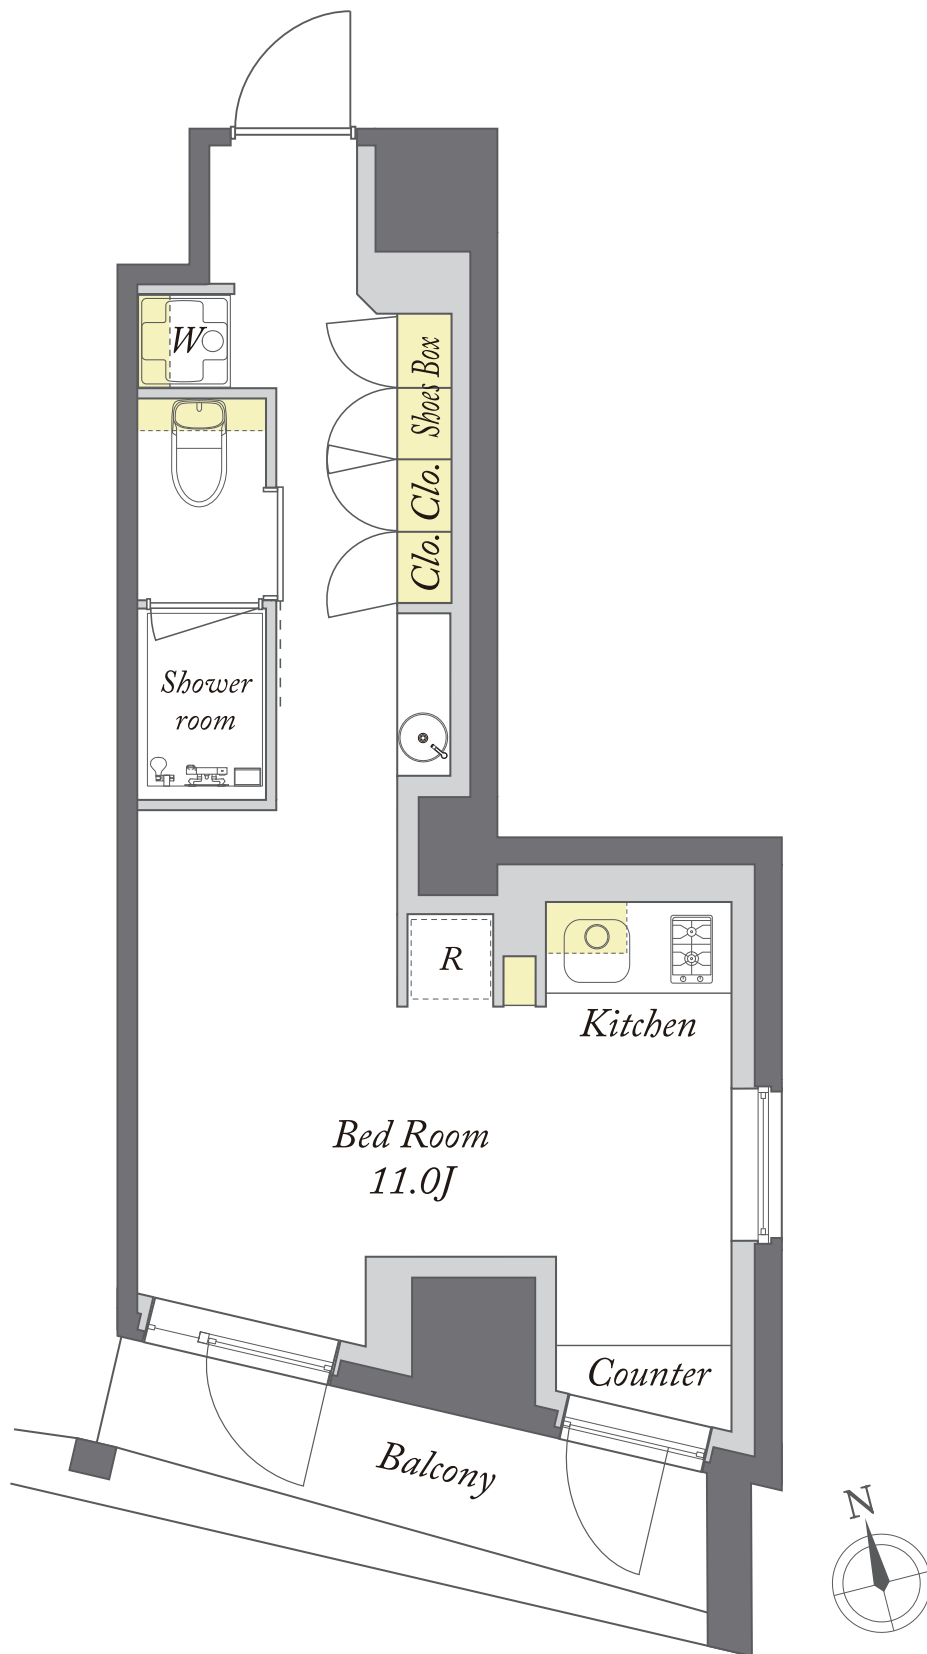 W
Shoes Box
Clo.
Clo.
Shower
room
R
Kitchen
Bed Room
11.0J
Counter
Balcony
N